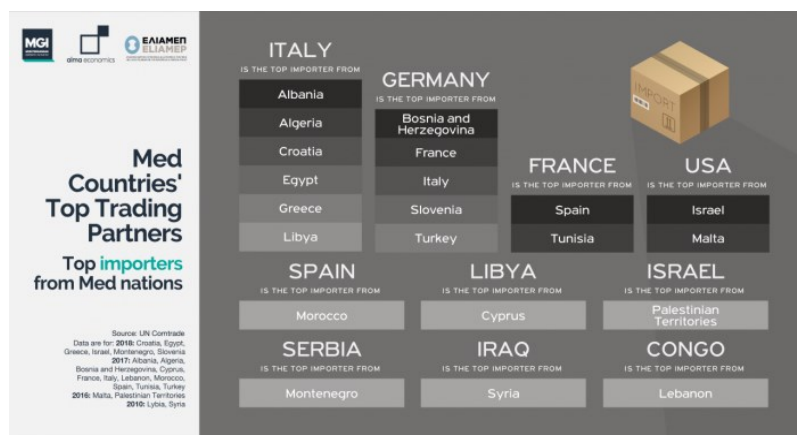 MGI
alma economics
ΕΛΙΑΜΕΠ
ELIAMEP
Med
Countries'
Top Trading
Partners
Top importers
from Med nations
Source: UN Comtrade
Data are for: 2018: Croatia, Egypt,
Greece, Israel, Montenegro, Slovenia
2017: Albania, Algeria,
Bosnia and Herzegovina, Cyprus,
France, Italy, Lebanon, Morocco,
Spain, Tunisia, Turkey
2016: Malta, Palestinian Territories
2010: Lybia, Syria
ITALY
IS THE TOP IMPORTER FROM
Albania
Algeria
Croatia
Egypt
Greece
Libya
GERMANY
IS THE TOP IMPORTER FROM
Bosnia and
Herzegovina
France
Italy
Slovenia
Turkey
IMPORT
FRANCE
IS THE TOP IMPORTER FROM
Spain
Tunisia
USA
IS THE TOP IMPORTER FROM
Israel
Malta
SPAIN
IS THE TOP IMPORTER FROM
Morocco
LIBYA
IS THE TOP IMPORTER FROM
Cyprus
ISRAEL
IS THE TOP IMPORTER FROM
Palestinian
Territories
SERBIA
IS THE TOP IMPORTER FROM
Montenegro
IRAQ
IS THE TOP IMPORTER FROM
Syria
CONGO
IS THE TOP IMPORTER FROM
Lebanon